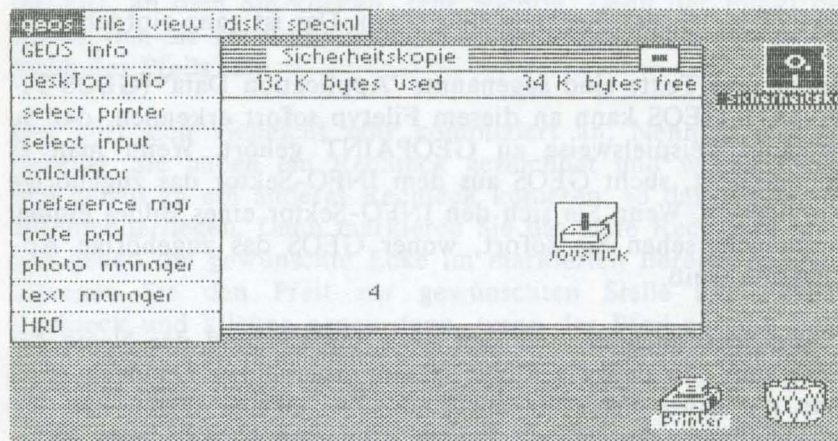 geos file view disk special
GEOS info
deskTop info
select printer
select input
calculator
preference mgr
note pad
photo manager
text manager
HRD
Sicherheitskopie
132 K bytes used 34 K bytes free
JOYSTICK
4
Printer